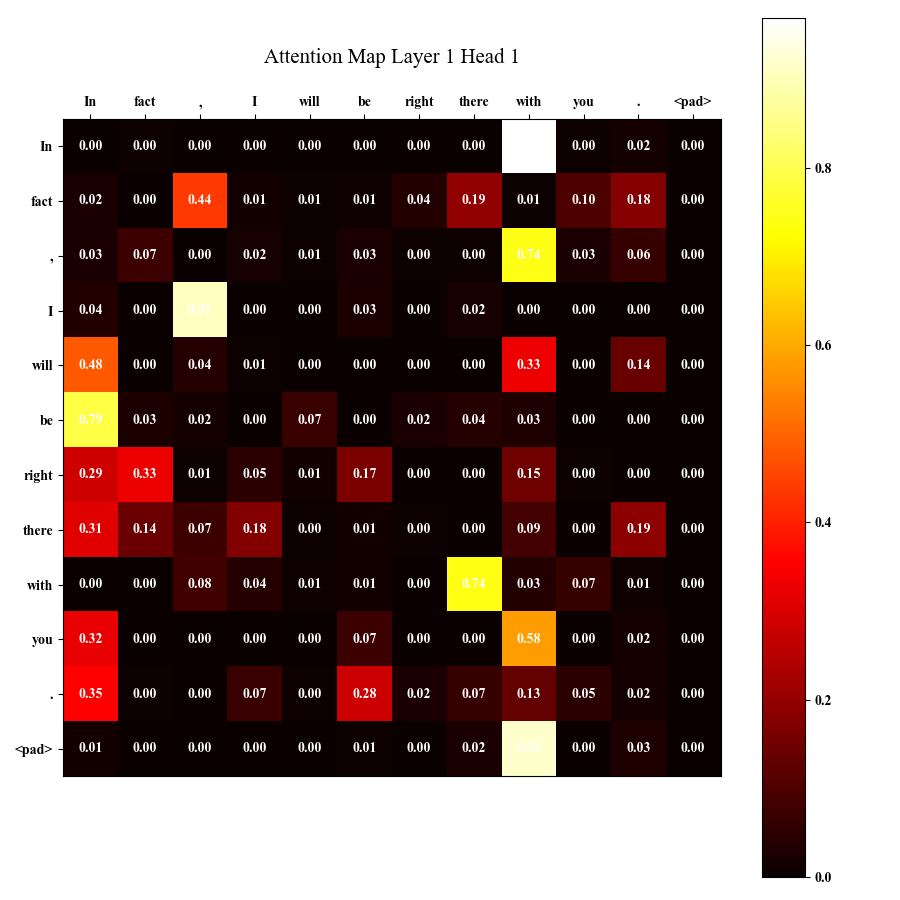 Attention Map Layer 1 Head 1
In fact , I will be right there with you . <pad>
In 0.00 0.00 0.00 0.00 0.00 0.00 0.00 0.00 0.00 0.02 0.00
fact 0.02 0.00 0.44 0.01 0.01 0.01 0.04 0.19 0.01 0.10 0.18 0.00
, 0.03 0.07 0.00 0.02 0.01 0.03 0.00 0.00 0.74 0.03 0.06 0.00
I 0.04 0.00 0.00 0.00 0.03 0.00 0.02 0.00 0.00 0.00 0.00
will 0.48 0.00 0.04 0.01 0.00 0.00 0.00 0.00 0.33 0.00 0.14 0.00
be 0.79 0.03 0.02 0.00 0.07 0.00 0.02 0.04 0.03 0.00 0.00 0.00
right 0.29 0.33 0.01 0.05 0.01 0.17 0.00 0.00 0.15 0.00 0.00 0.00
there 0.31 0.14 0.07 0.18 0.00 0.01 0.00 0.00 0.09 0.00 0.19 0.00
with 0.00 0.00 0.08 0.04 0.01 0.01 0.00 0.74 0.03 0.07 0.01 0.00
you 0.32 0.00 0.00 0.00 0.00 0.07 0.00 0.00 0.58 0.00 0.02 0.00
. 0.35 0.00 0.00 0.07 0.00 0.28 0.02 0.07 0.13 0.05 0.02 0.00
<pad> 0.01 0.00 0.00 0.00 0.00 0.01 0.00 0.02 0.00 0.03 0.00
0.8
0.6
0.4
0.2
0.0